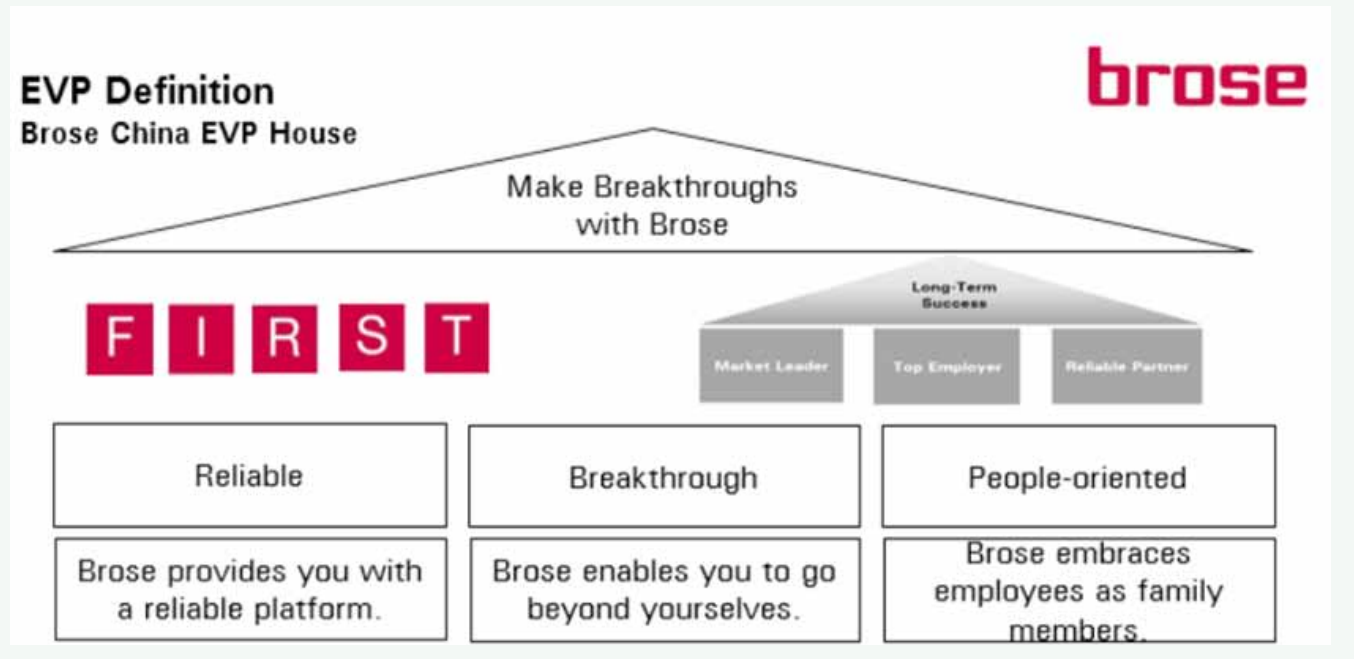 brose
EVP Definition
Brose China EVP House
Make Breakthroughs
with Brose
F I R S T
Long-Term
Success
Market Leader
Top Employer
Reliable Partner
Reliable
Breakthrough
People-oriented
Brose provides you with
a reliable platform.
Brose enables you to go
beyond yourselves.
Brose embraces
employees as family
members.